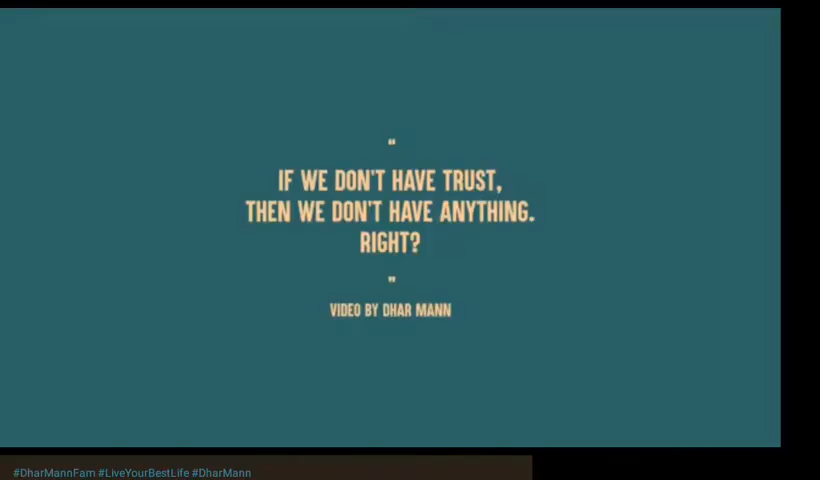 “
IF WE DON'T HAVE TRUST,
THEN WE DON'T HAVE ANYTHING.
RIGHT?
”
VIDEO BY DHAR MANN
#DharMannFam #LiveYourBestLife #DharMann